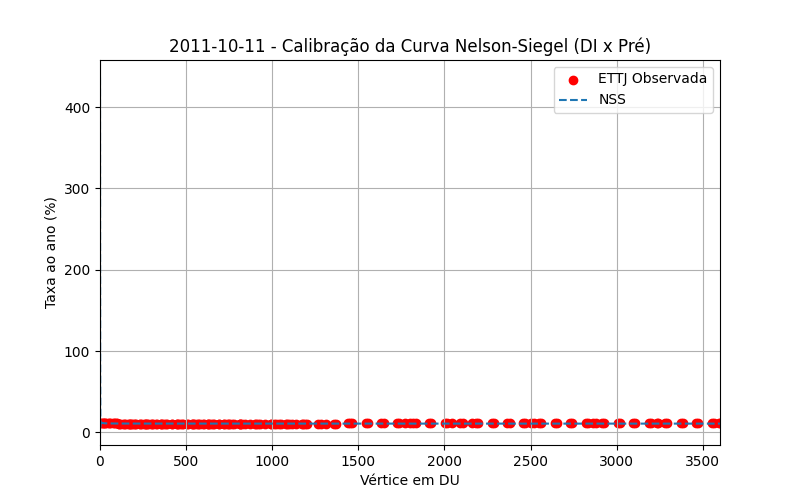 2011-10-11 - Calibração da Curva Nelson-Siegel (DI x Pré)
ETTJ Observada
NSS
Taxa ao ano (%)
400
300
200
100
0
0 500 1000 1500 2000 2500 3000 3500
Vértice em DU